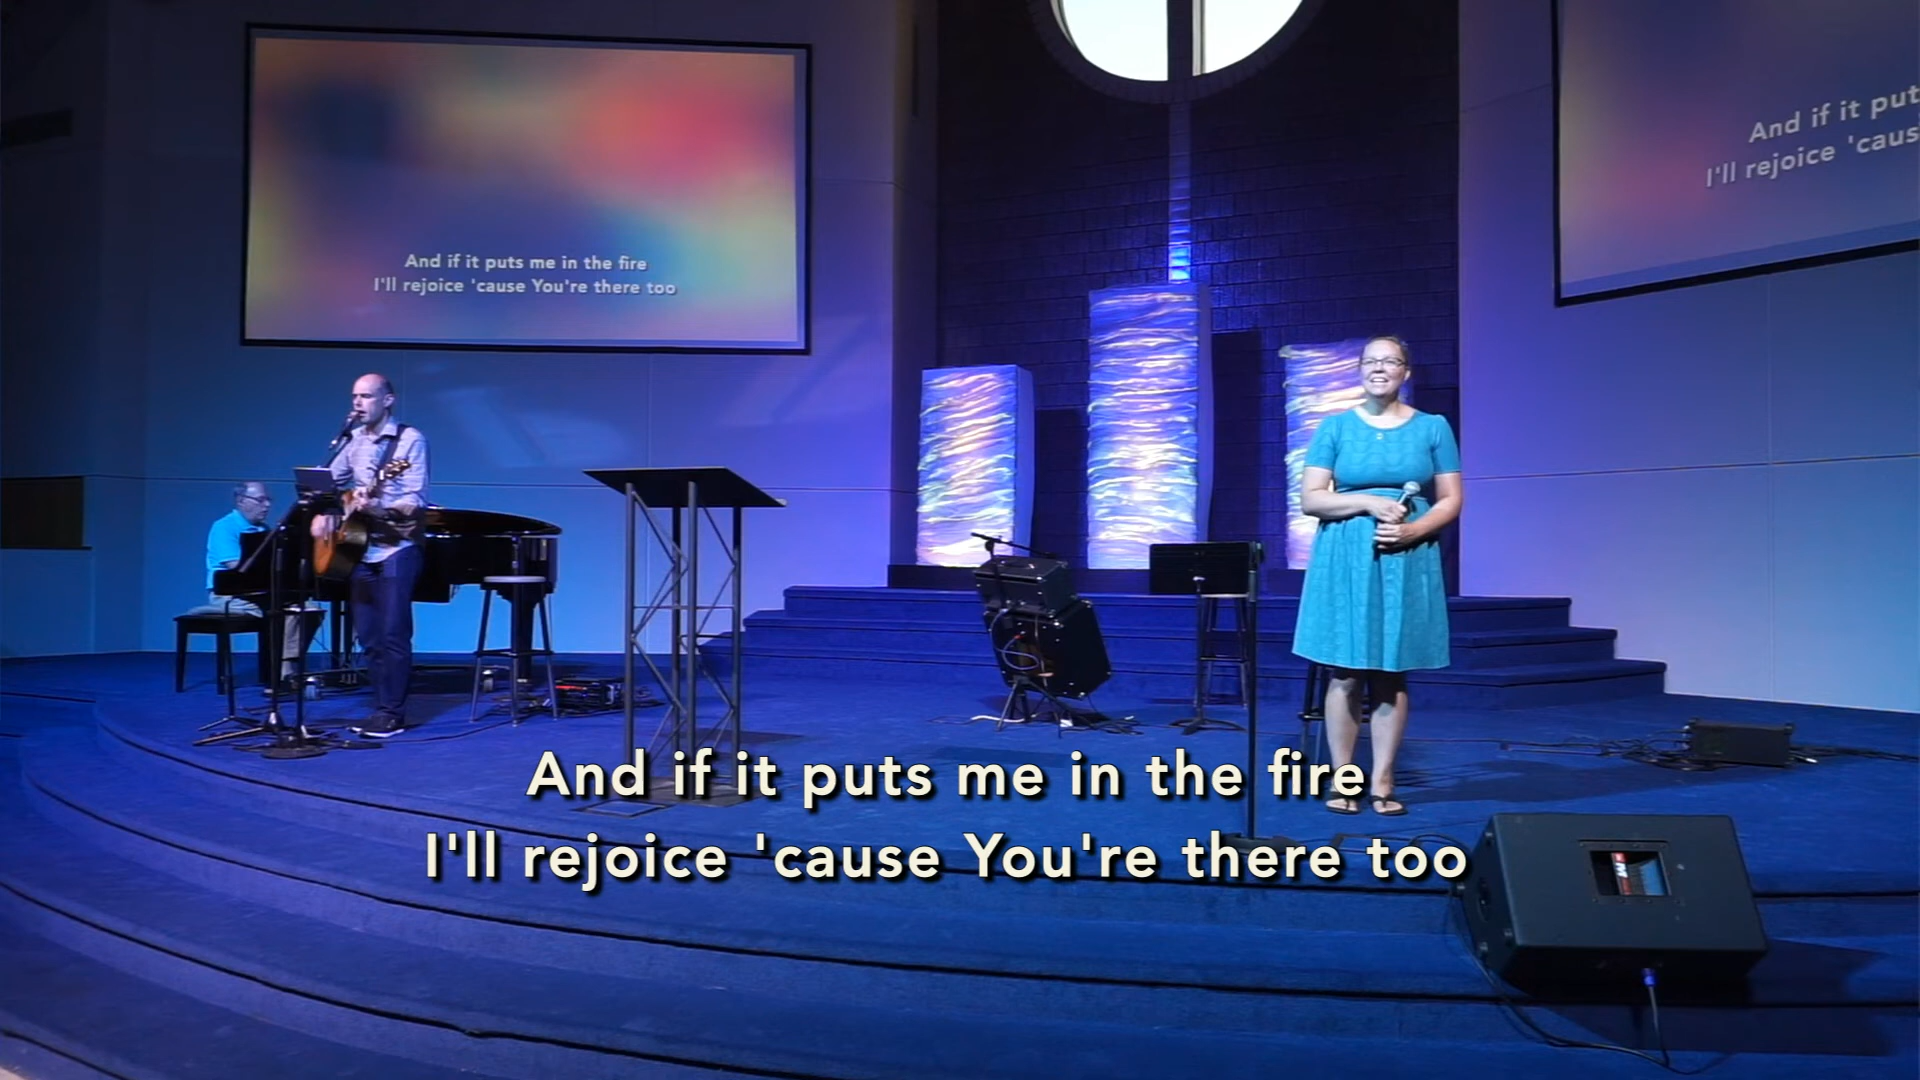 And if it puts me in the fire
I'll rejoice 'cause You're there too
And if it put
I'll rejoice 'caus
And if it puts me in the fire
I'll rejoice 'cause You're there too